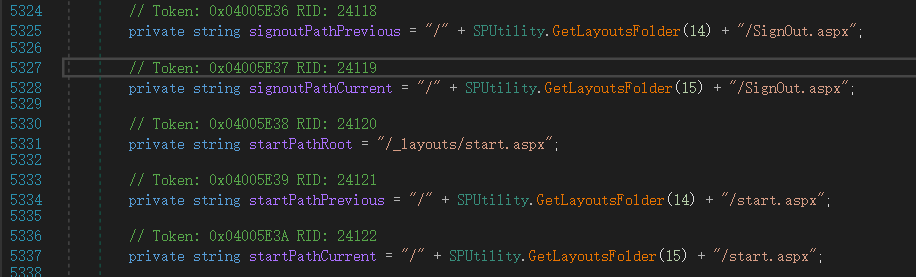 5324 // Token: 0x04005E36 RID: 24118
5325 private string signoutPathPrevious = "/" + SPUtility.GetLayoutsFolder(14) + "/SignOut.aspx";
5326
5327 // Token: 0x04005E37 RID: 24119
5328 private string signoutPathCurrent = "/" + SPUtility.GetLayoutsFolder(15) + "/SignOut.aspx";
5329
5330 // Token: 0x04005E38 RID: 24120
5331 private string startPathRoot = "/_layouts/start.aspx";
5332
5333 // Token: 0x04005E39 RID: 24121
5334 private string startPathPrevious = "/" + SPUtility.GetLayoutsFolder(14) + "/start.aspx";
5335
5336 // Token: 0x04005E3A RID: 24122
5337 private string startPathCurrent = "/" + SPUtility.GetLayoutsFolder(15) + "/start.aspx";
5338